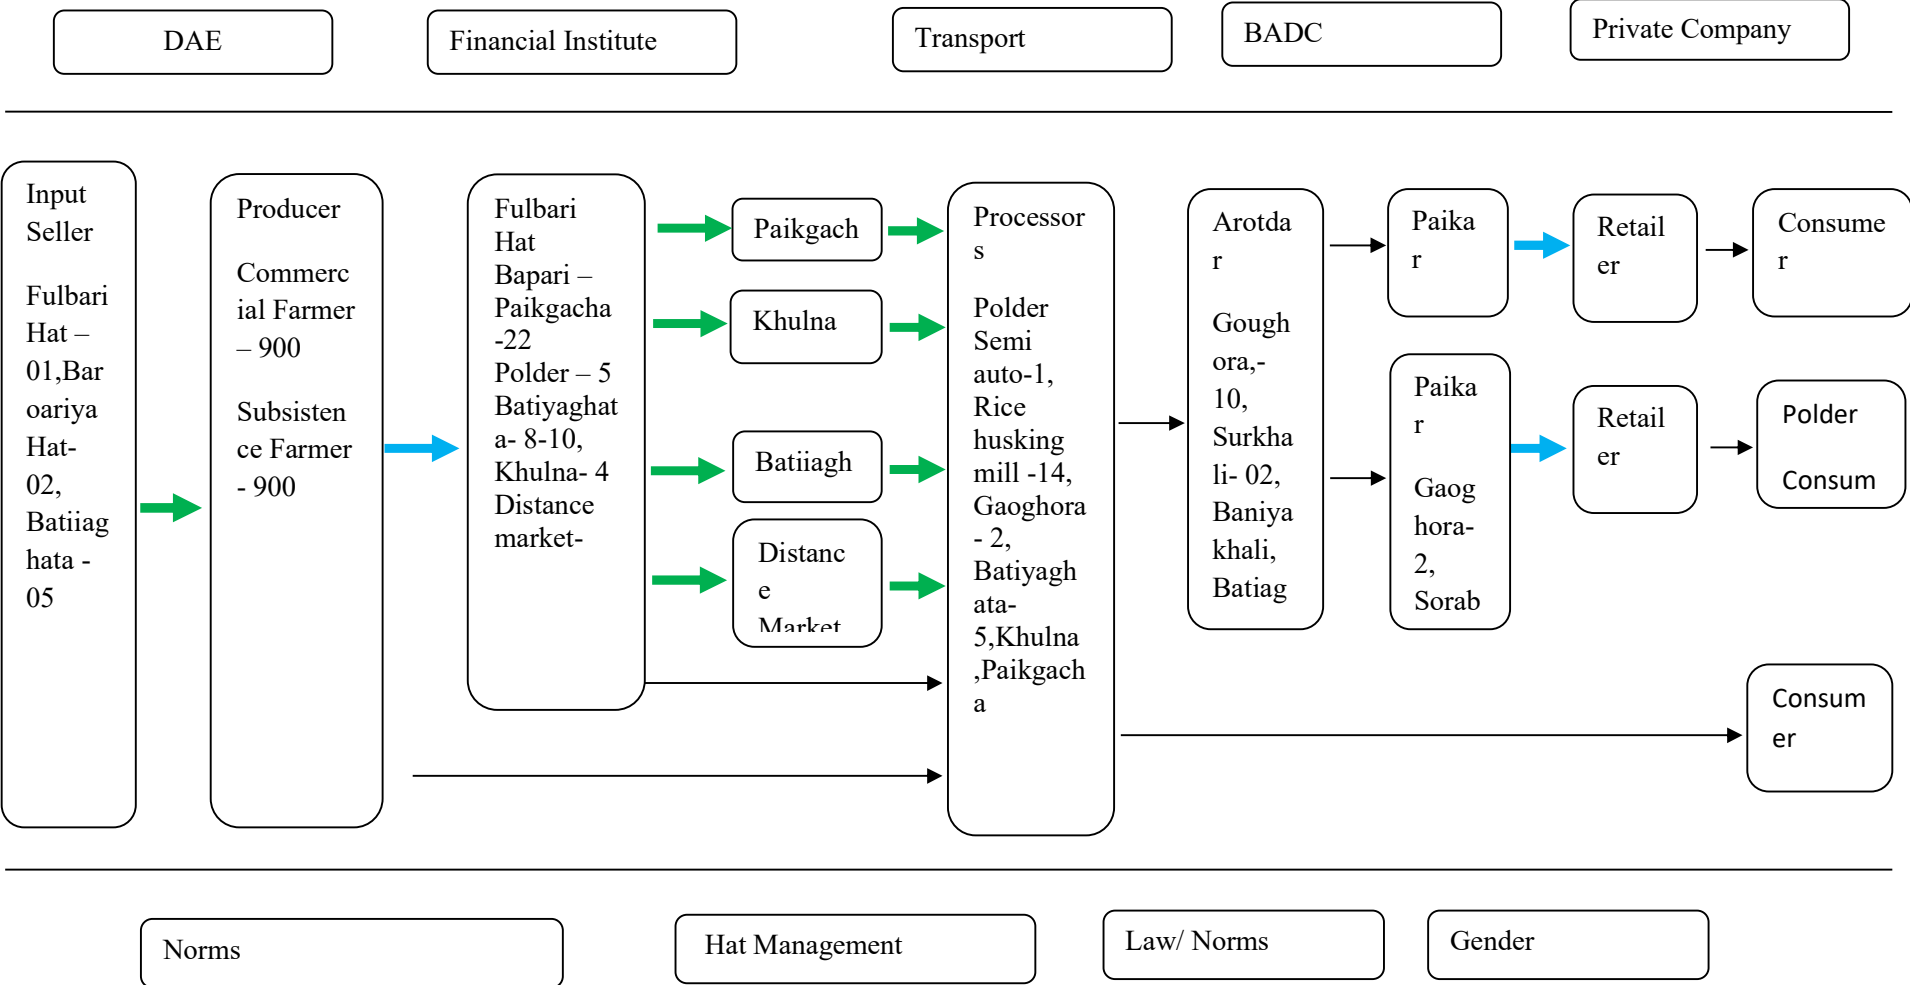 DAE
Financial Institute
Transport
BADC
Private Company
Input
Seller
Fulbari
Hat –
01,Bar
oariya
Hat-
02,
Batiiag
hata -
05
Producer
Commerc
ial Farmer
– 900
Subsisten
ce Farmer
- 900
Fulbari
Hat
Bapari –
Paikgacha
-22
Polder – 5
Batiyaghat
a- 8-10,
Khulna- 4
Distance
market-
Paikgach
Khulna
Batiiagh
Distanc
e
Market
Processor
s
Polder
Semi
auto-1,
Rice
husking
mill -14,
Gaoghora
- 2,
Batiyagh
ata-
5,Khulna
,Paikgach
a
Arotda
r
Gough
ora,-
10,
Surkha
li- 02,
Baniya
khali,
Batiag
Paika
r
Retail
er
Consume
r
Paika
r
Gaog
hora-
2,
Sorab
Retail
er
Polder
Consum
Consum
er
Norms
Hat Management
Law/ Norms
Gender